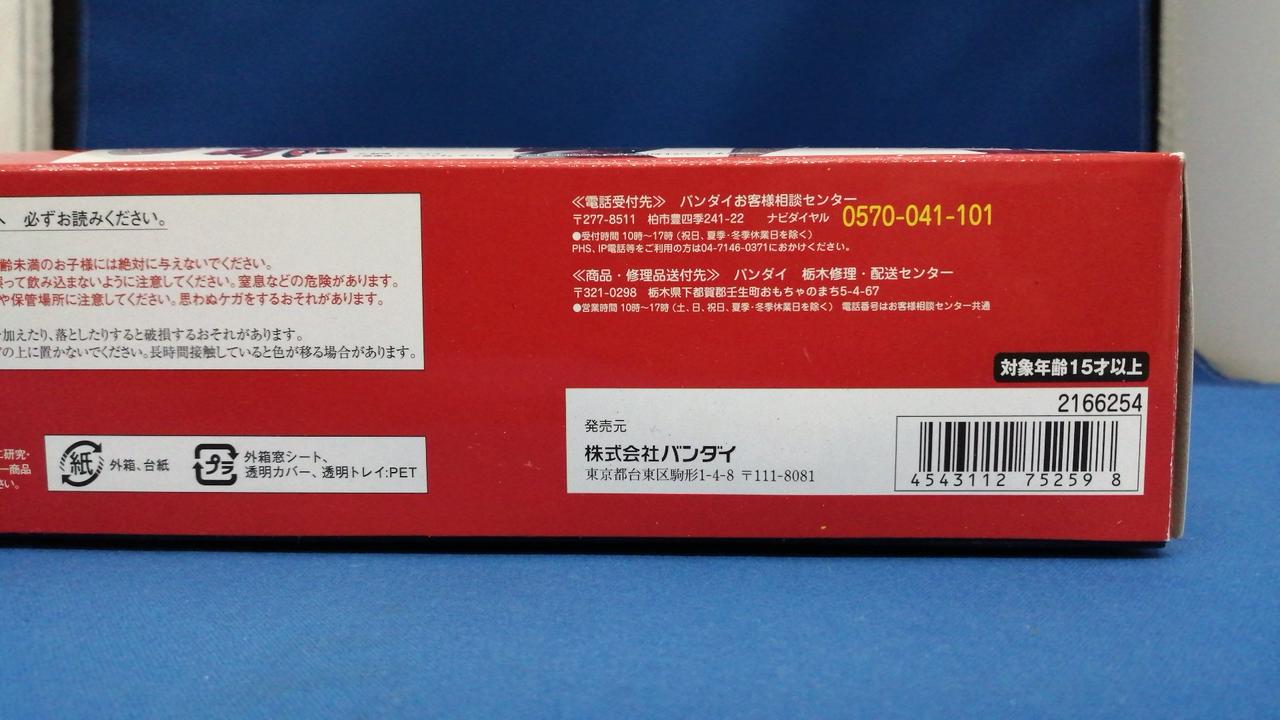 必ずお読みください。
齢未満のお子様には絶対に与えないでください。
って飲み込まないように注意してください。窒息などの危険があります。
や保管場所に注意してください。思わぬケガをするおそれがあります。
加えたり、落としたりすると破損するおそれがあります。
の上に置かないでください。長時間接触していると色が移る場合があります。
研究・
一商品
さい。
紙
外箱、台紙
プラ
外箱窓シート、
透明カバー、透明トレイ:PET
≪電話受付先≫ バンダイお客様相談センター
〒277-8511 柏市豊四季241-22 ナビダイヤル 0570-041-101
●受付時間 10時〜17時 (祝日、夏季・冬季休業日を除く)
PHS、IP電話等をご利用の方は04-7146-0371におかけください。
≪商品・修理品送付先≫ バンダイ 栃木修理・配送センター
〒321-0298 栃木県下都賀郡壬生町おもちゃのまち5-4-67
●営業時間 10時〜17時 (土、日、祝日、夏季・冬季休業日を除く) 電話番号はお客様相談センター共通
対象年齢15才以上
2166254
発売元
株式会社バンダイ
東京都台東区駒形1-4-8 〒111-8081
4543112 75259 8